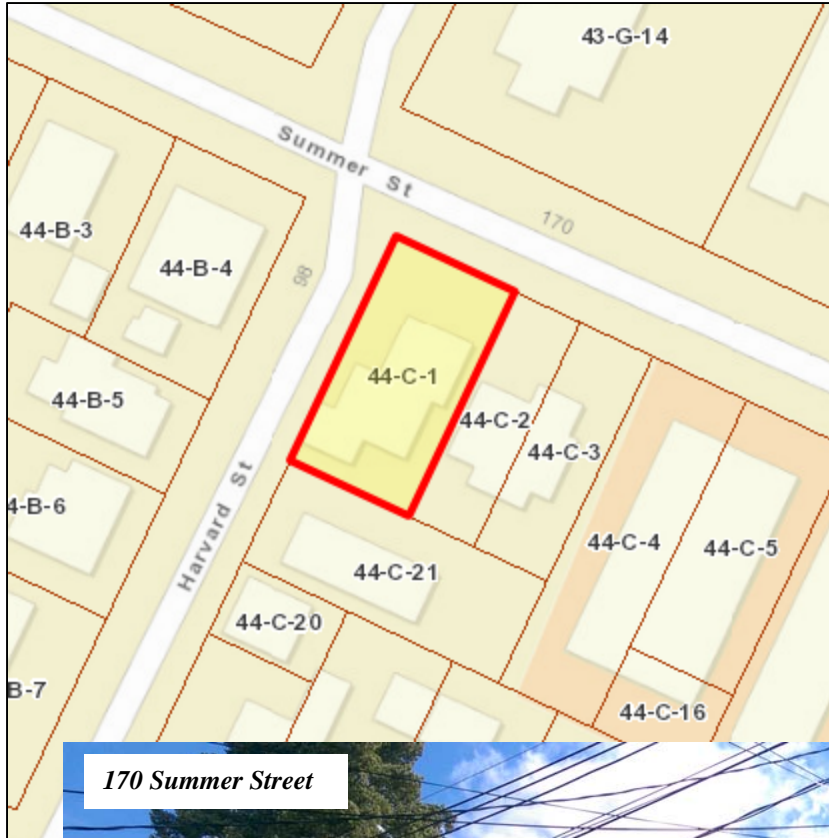 43-G-14
Summer St
170
44-B-3
44-B-4
98
44-C-1
44-B-5
44-C-2
44-C-3
4-B-6
Harvard St
44-C-4
44-C-5
44-C-21
44-C-20
B-7
44-C-16
170 Summer Street